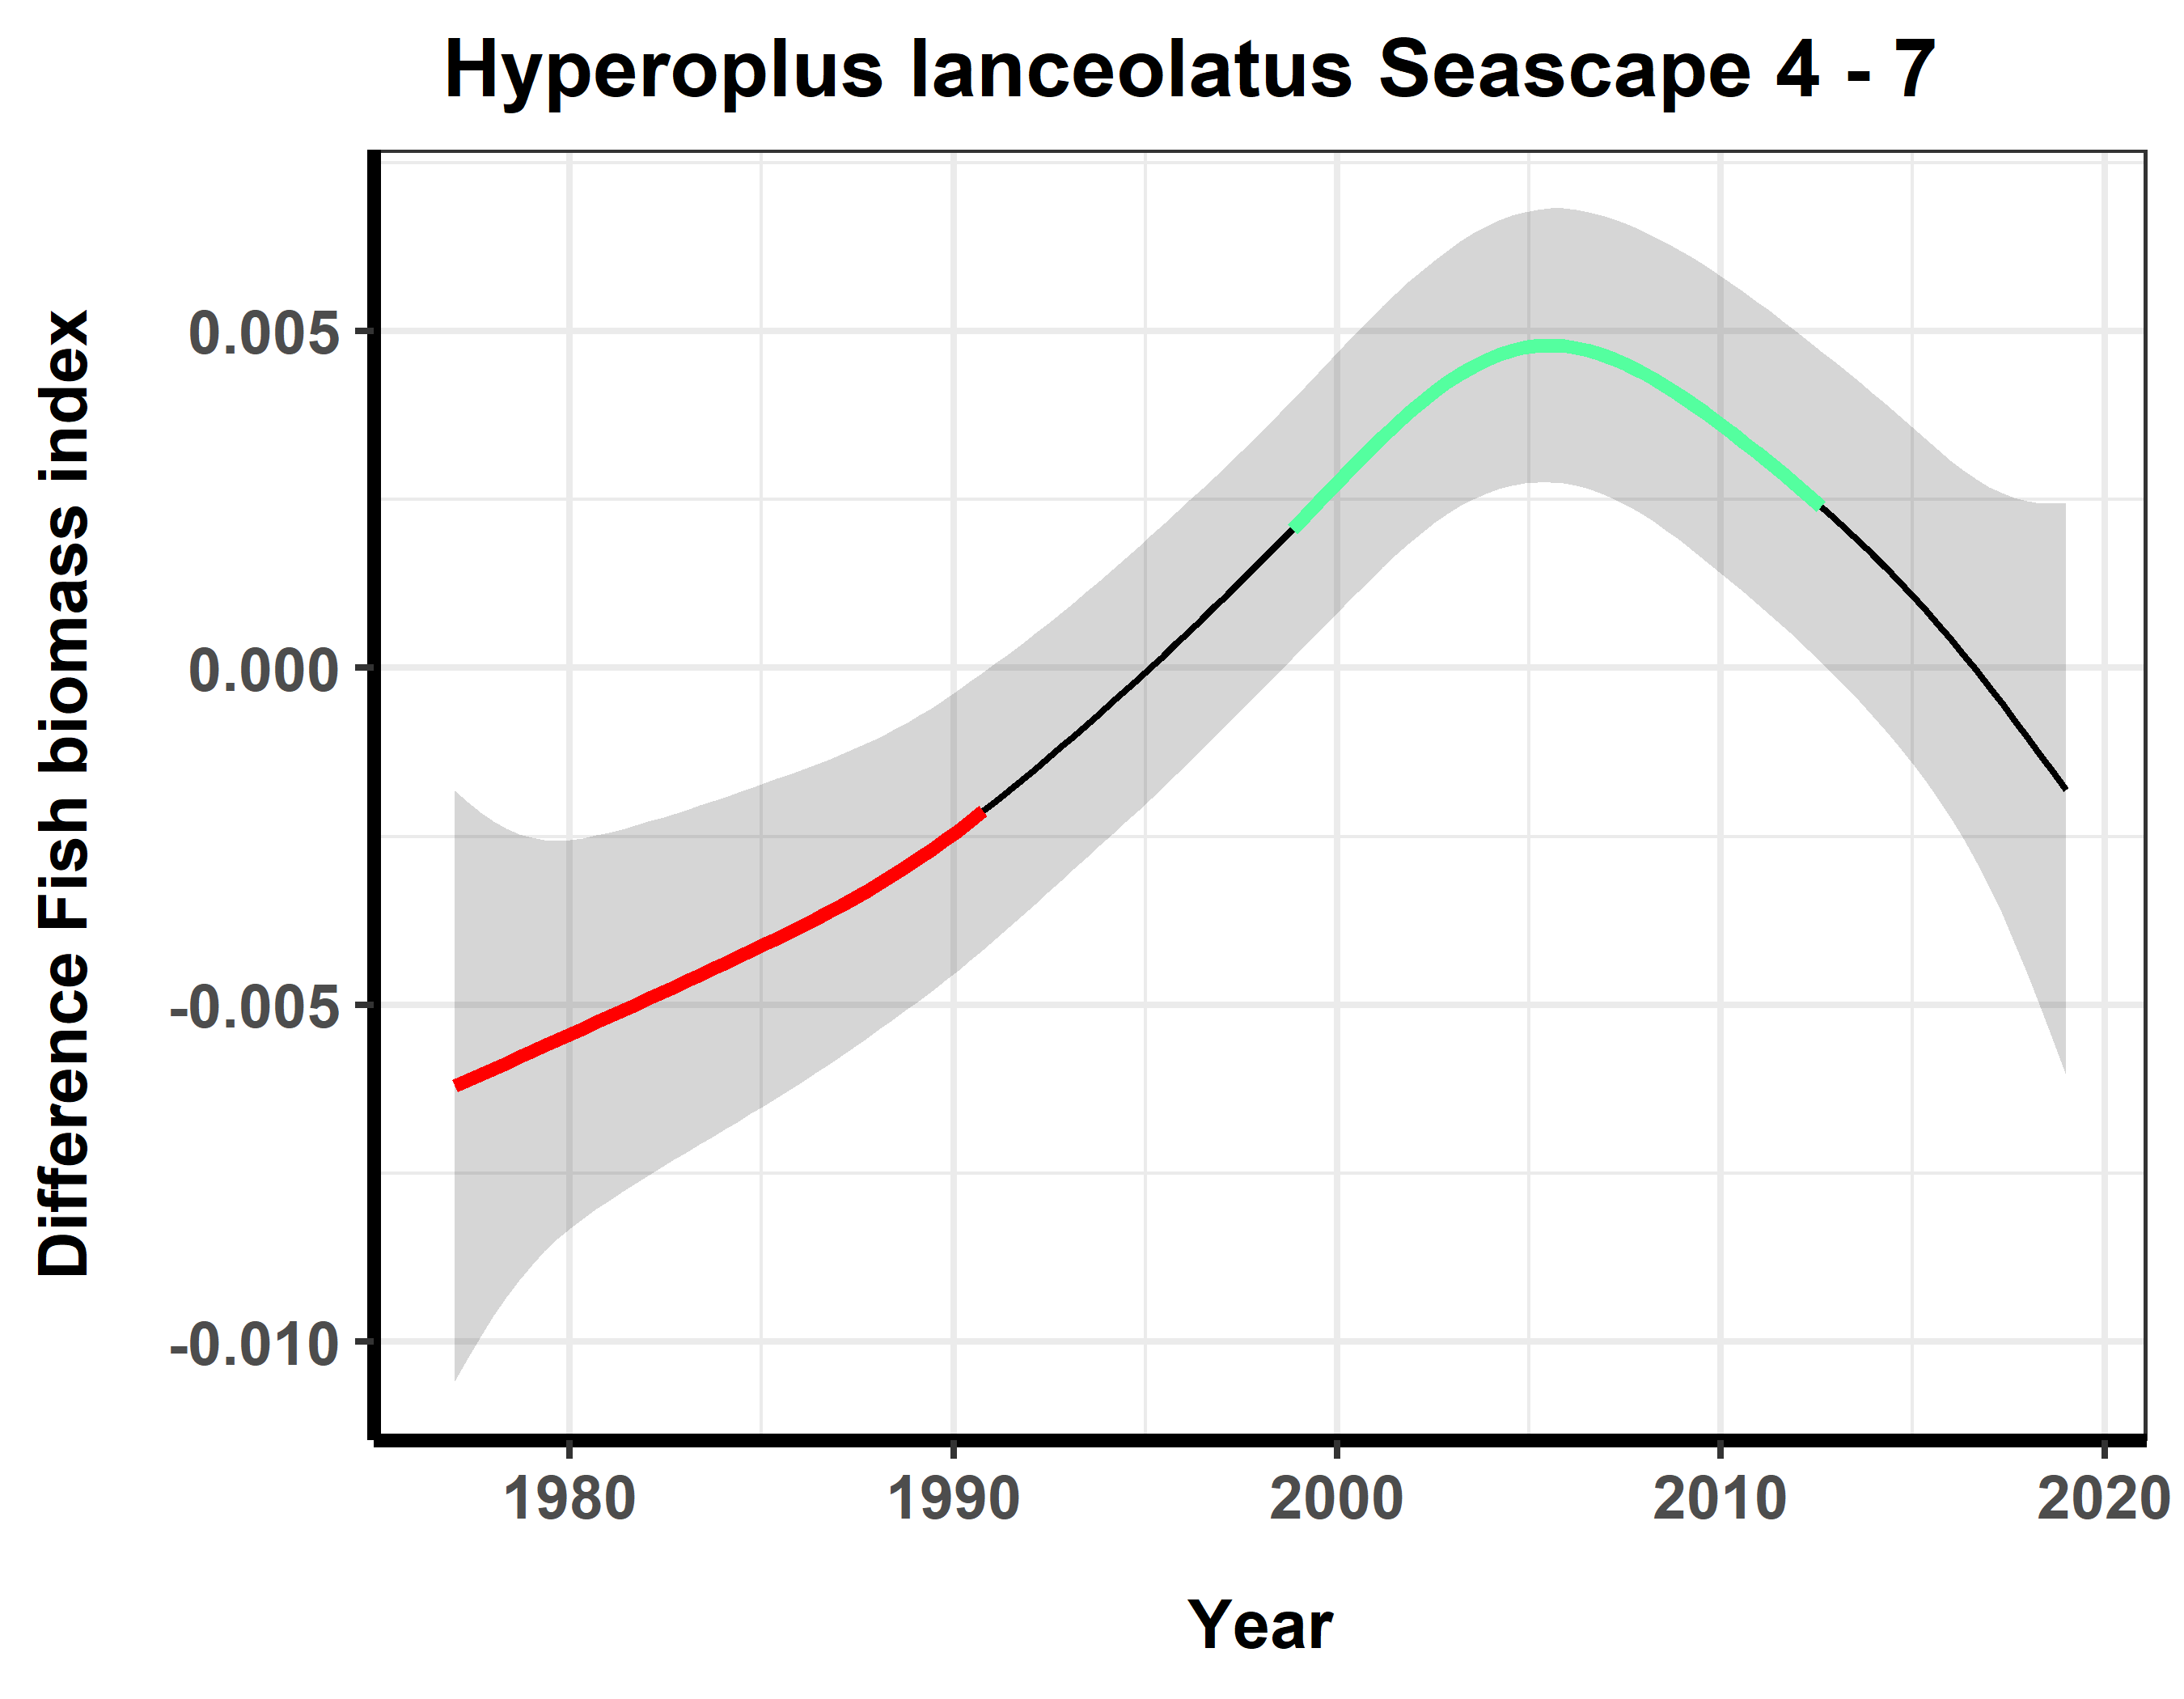 Hyperoplus lanceolatus Seascape 4 - 7
Difference Fish biomass index
0.005
0.000
-0.005
-0.010
1980 1990 2000 2010 2020
Year